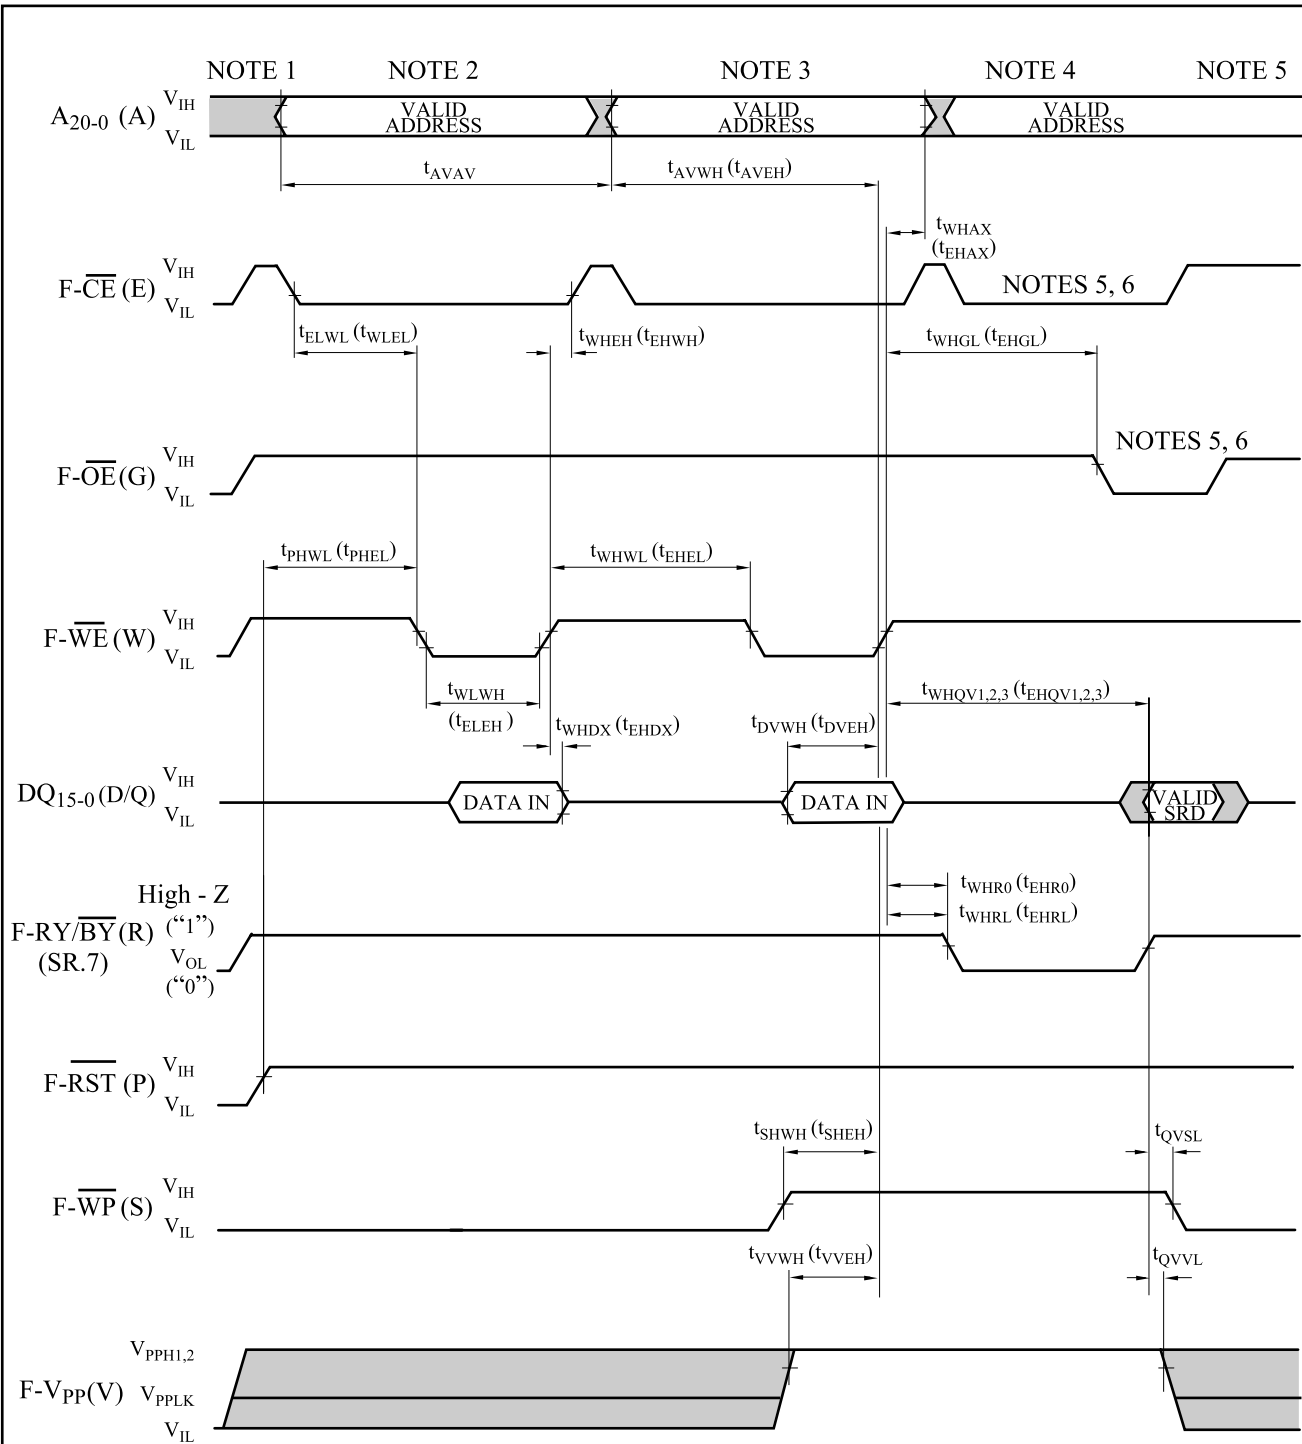 NOTE 1 NOTE 2 NOTE 3 NOTE 4 NOTE 5
A20-0 (A) VIH VIL
VALID ADDRESS VALID ADDRESS VALID ADDRESS
tAVAV tAVWH (tAVEH)
tWHAX
(tEHAX)
F-CE (E) VIH VIL
NOTES 5, 6
tELWL (tWLEL) tWHEH (tEHWH) tWHGL (tEHGL)
F-OE (G) VIH VIL
NOTES 5, 6
tPHWL (tPHEL) tWHWL (tEHEL)
F-WE (W) VIH VIL
tWLWH
(tELEH)
tWHDX (tEHDX) tDVWH (tDVEH) tWHQV1,2,3 (tEHQV1,2,3)
DQ15-0 (D/Q) VIH VIL
DATA IN DATA IN VALID SRD
High - Z
(“1”)
F-RY/BY (R)
(SR.7)
VOL
(“0”)
tWHR0 (tEHR0)
tWHRL (tEHRL)
F-RST (P) VIH VIL
tSHWH (tSHEH) tQVSL
F-WP (S) VIH VIL
tVVWH (tVVEH) tQVVL
VPPH1,2
F-VPP (V) VPPLK
VIL